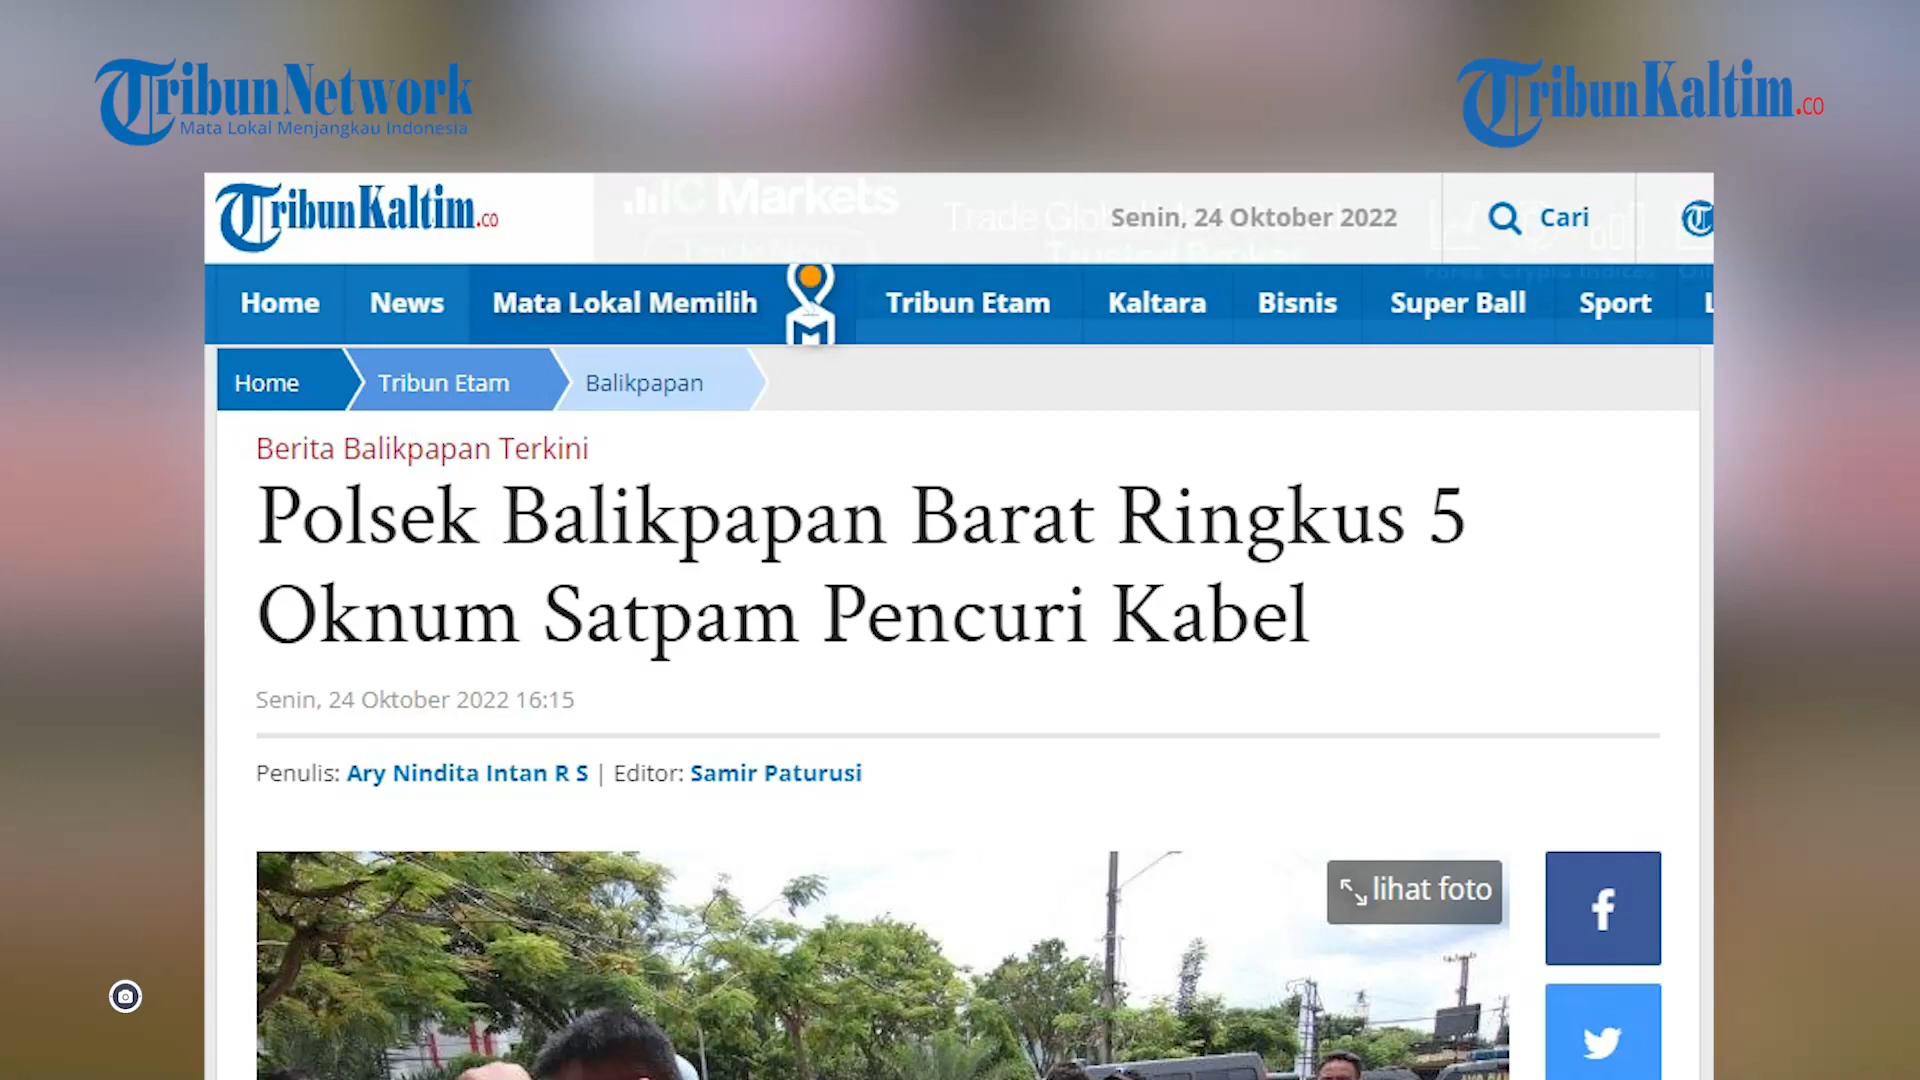 TribunNetwork
Mata Lokal Menjangkau Indonesia
TribunKaltim.co
TribunKaltim.co
IC Markets
Senin, 24 Oktober 2022
Cari
Home News Mata Lokal Memilih Tribun Etam Kaltara Bisnis Super Ball Sport
Home Tribun Etam Balikpapan
Berita Balikpapan Terkini
Polsek Balikpapan Barat Ringkus 5
Oknum Satpam Pencuri Kabel
Senin, 24 Oktober 2022 16:15
Penulis: Ary Nindita Intan R S | Editor: Samir Paturusi
lihat foto